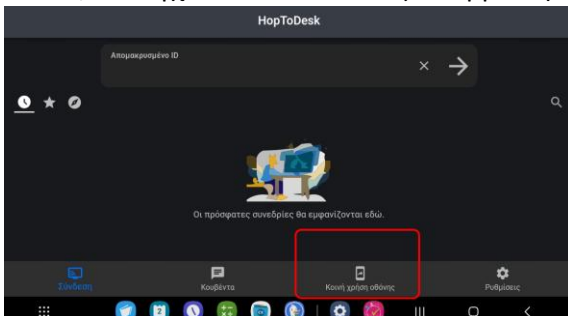 HopToDesk
Απομακρυσμένο ID
Οι πρόσφατες συνεδρίες θα εμφανίζονται εδώ.
Σύνδεση
Κουβέντα
Κοινή χρήση οθόνης
Ρυθμίσεις